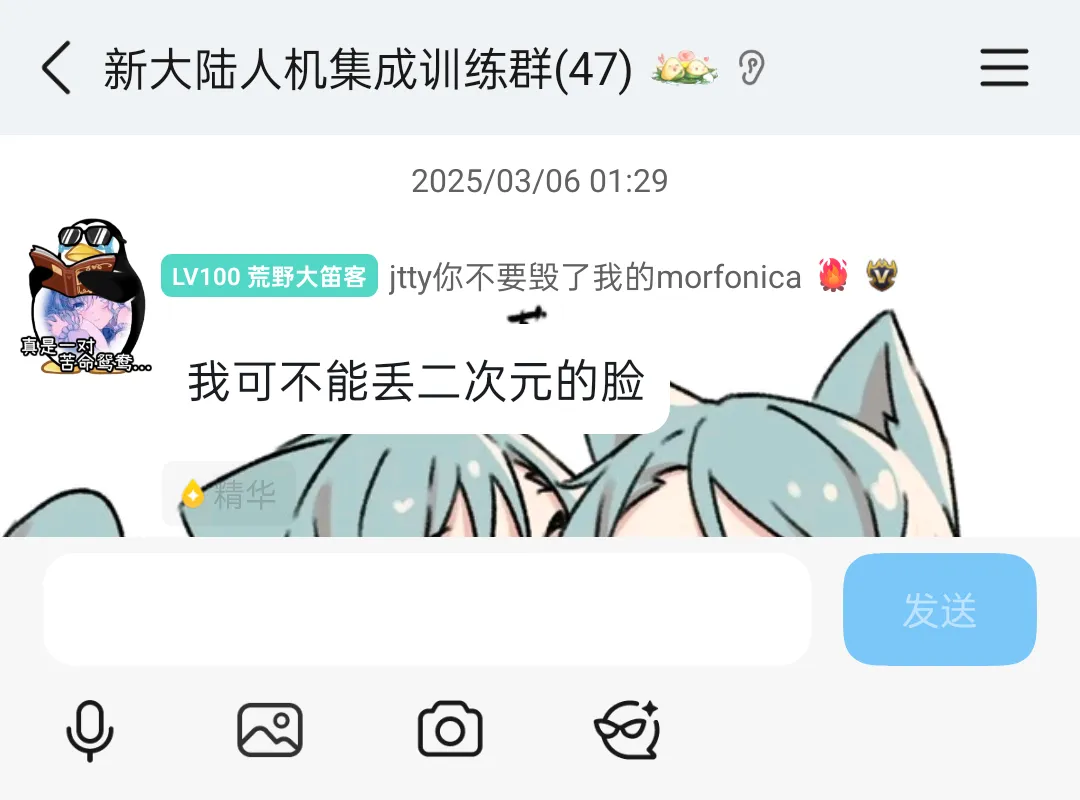 新大陆人机集成训练群(47)
2025/03/06 01:29
LV100 荒野大笛客 jtty你不要毁了我的morfonica
真是一对
苦命鸳鸯...
我可不能丢二次元的脸
精华
发送